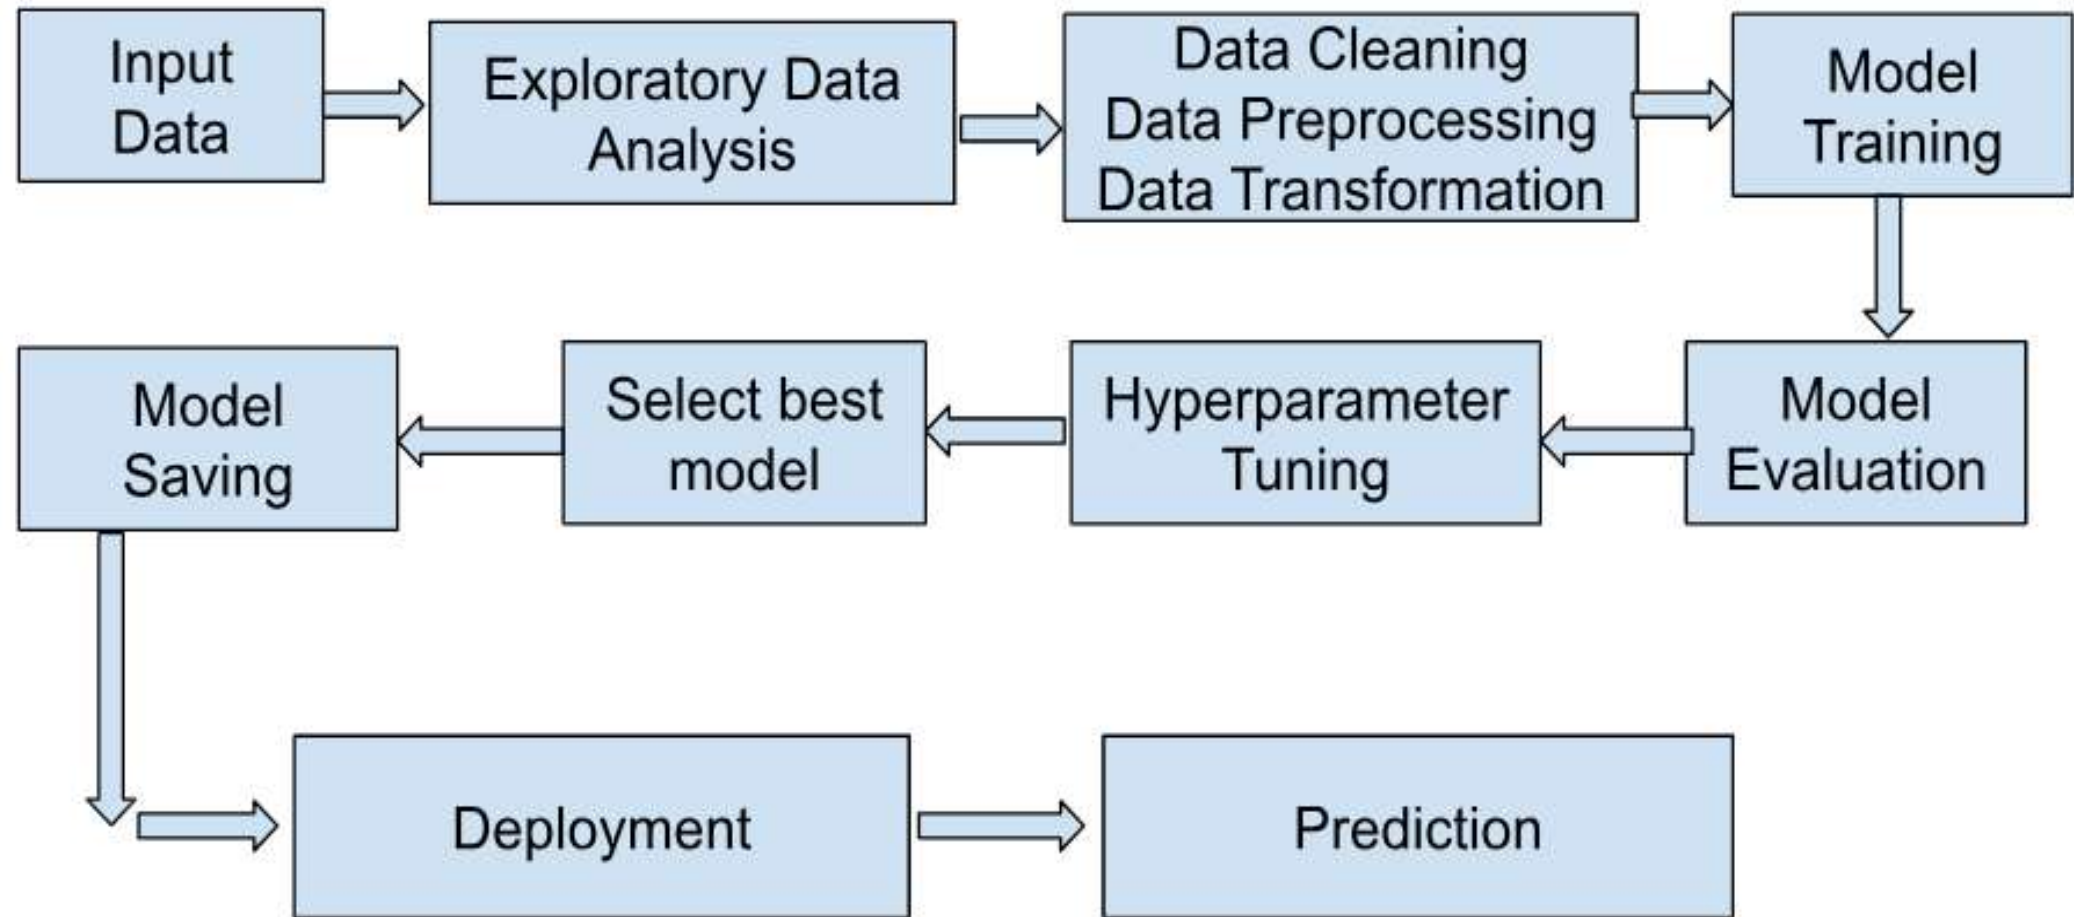 Input
Data
Exploratory Data
Analysis
Data Cleaning
Data Preprocessing
Data Transformation
Model
Training
Model
Evaluation
Hyperparameter
Tuning
Select best
model
Model
Saving
Deployment
Prediction